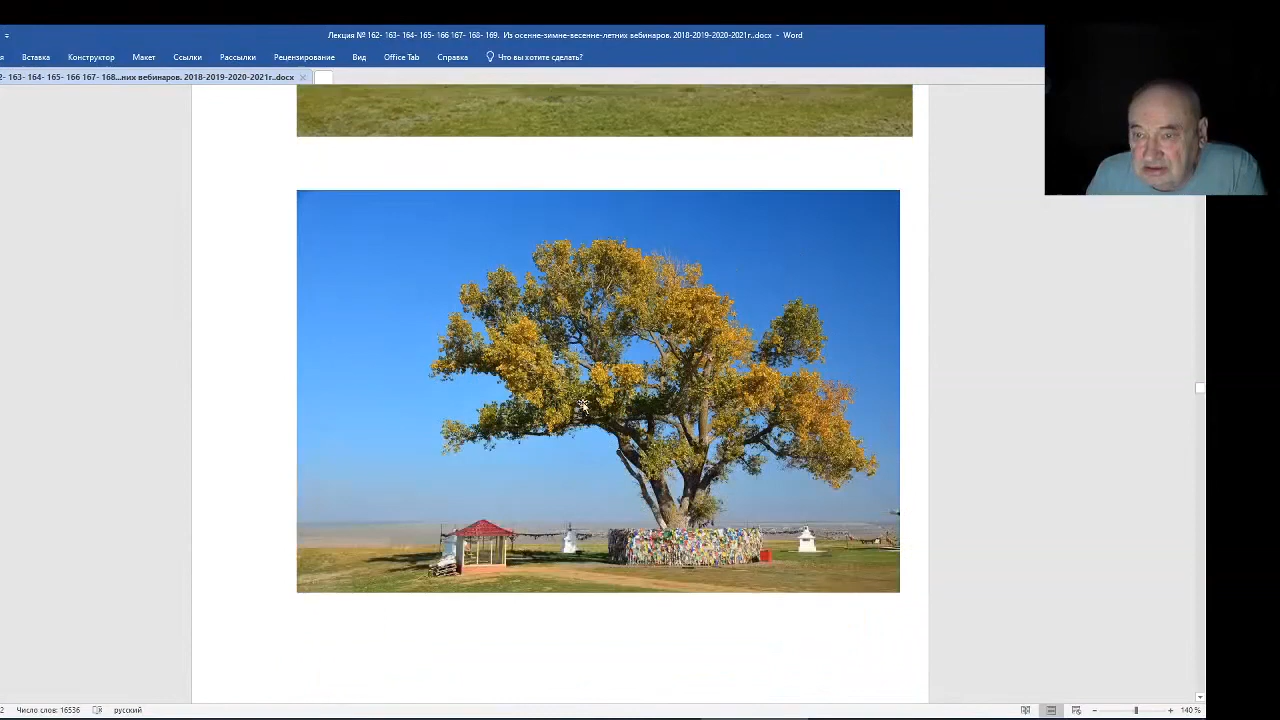 Лекция № 162- 163- 164- 165- 166 167- 168- 169. Из осенне-зимне-весенне-летних вебинаров. 2018-2019-2020-2021г..docx - Word
Вставка Конструктор Макет Ссылки Рассылки Рецензирование Вид Office Tab Справка Что вы хотите сделать?
2- 163- 164- 165- 166 167- 168...них вебинаров. 2018-2019-2020-2021г..docx
2 Число слов: 16536 русский 140 %